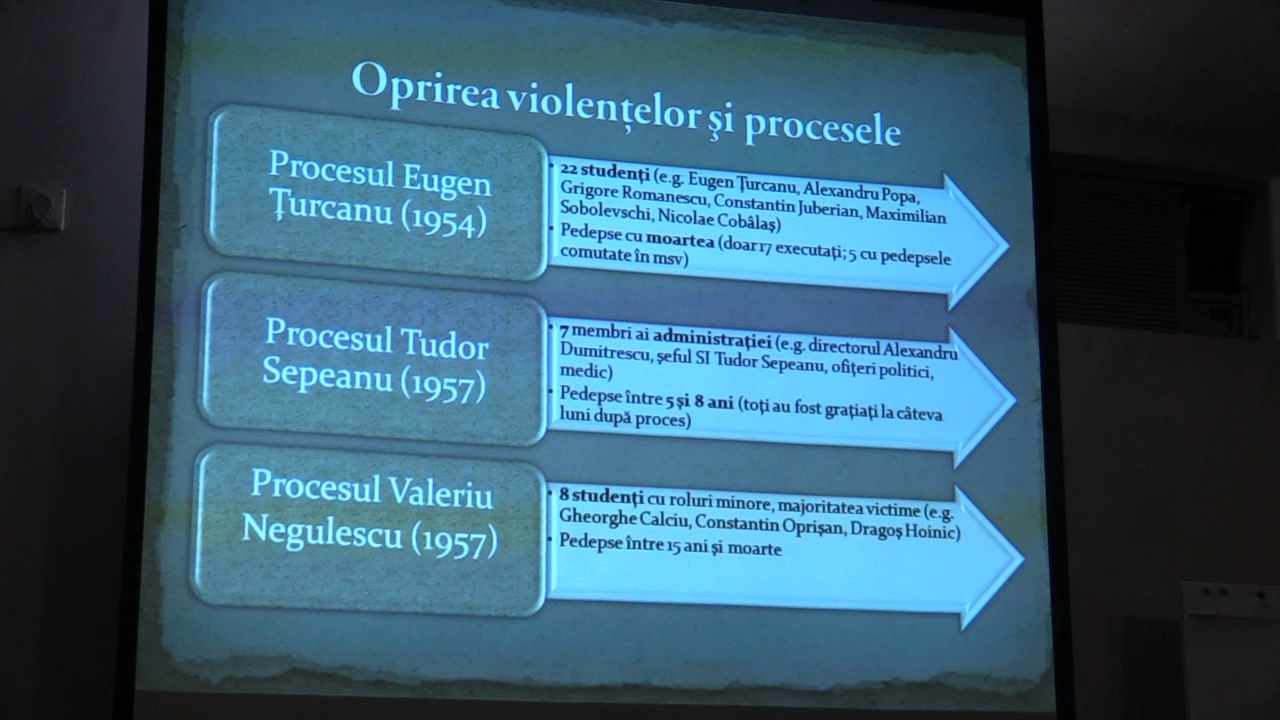 Oprirea violențelor și procesele
Procesul Eugen
Țurcanu (1954)
• 22 studenți (e.g. Eugen Țurcanu, Alexandru Popa,
Grigore Romanescu, Constantin Juberian, Maximilian
Sobolevschi, Nicolae Cobâlaș)
• Pedepse cu moartea (doar 17 executați; 5 cu pedepsele
comutate în msv)
Procesul Tudor
Sepeanu (1957)
• 7 membri ai administrației (e.g. directorul Alexandru
Dumitrescu, șeful SI Tudor Sepeanu, ofițeri politici,
medic)
• Pedepse între 5 și 8 ani (toți au fost grațiați la câteva
luni după proces)
Procesul Valeriu
Negulescu (1957)
• 8 studenți cu roluri minore, majoritatea victime (e.g.
Gheorghe Calciu, Constantin Oprișan, Dragoș Hoinic)
• Pedepse între 15 ani și moarte